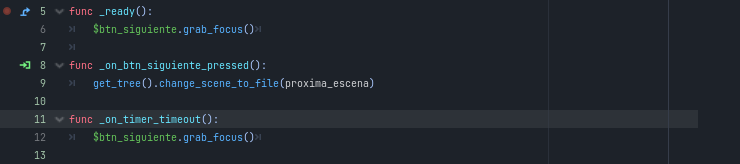 5 func _ready():
6 $btn_siguiente.grab_focus()
7
8 func _on_btn_siguiente_pressed():
9 get_tree().change_scene_to_file(proxima_escena)
10
11 func _on_timer_timeout():
12 $btn_siguiente.grab_focus()
13